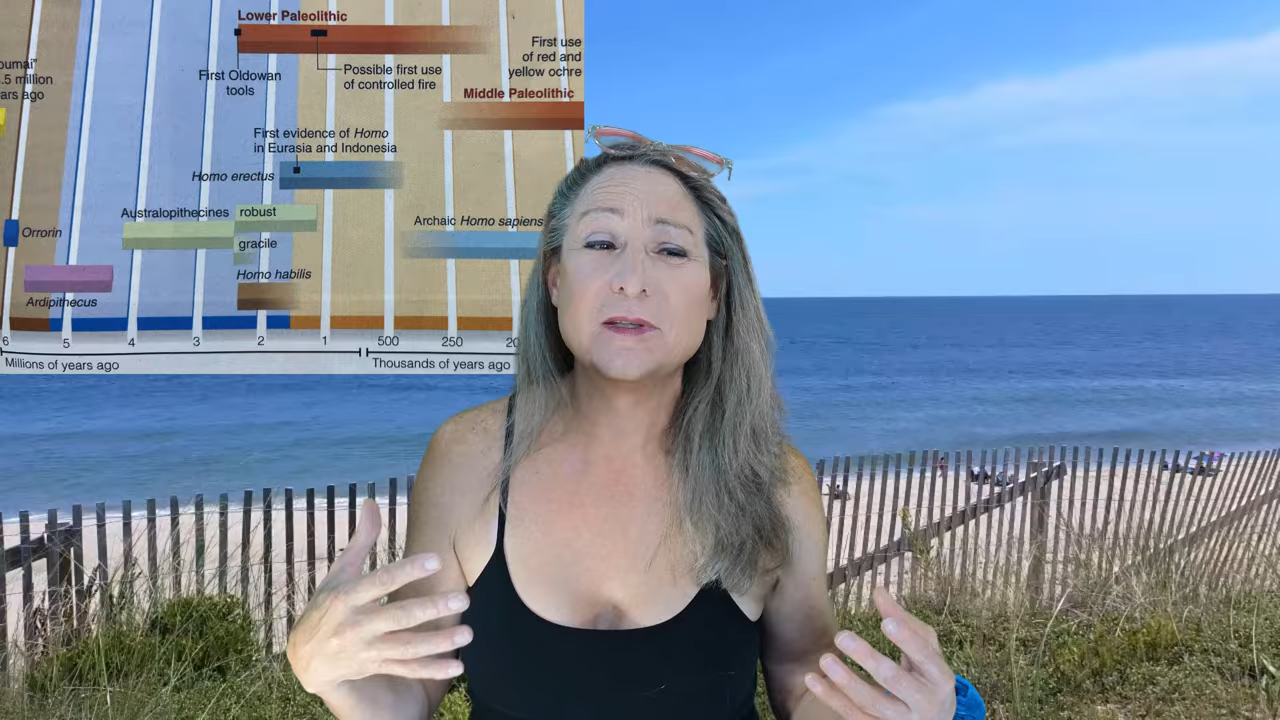 Lower Paleolithic
First use
of red and
yellow ochre
oumai"
.5 million
ars ago
First Oldowan
tools
Possible first use
of controlled fire
Middle Paleolithic
First evidence of Homo
in Eurasia and Indonesia
Homo erectus
Australopithecines
robust
gracile
Archaic Homo sapiens
Orrorin
Homo habilis
Ardipithecus
6 5 4 3 2 1 500 250 20
Millions of years ago
Thousands of years ago